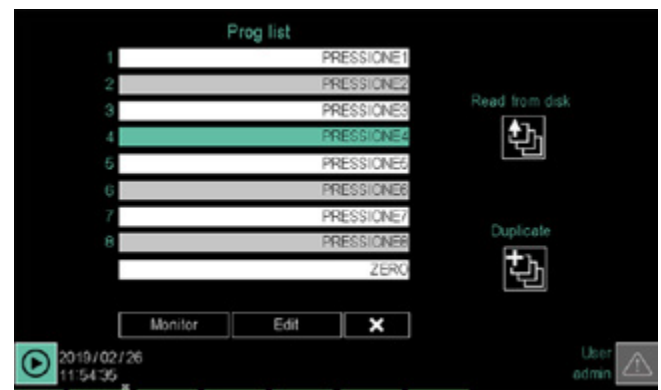 Prog list
1 PRESSIONE1
2 PRESSIONE2
3 PRESSIONE3
4 PRESSIONE4
5 PRESSIONE5
6 PRESSIONE6
7 PRESSIONE7
8 PRESSIONE8
ZERO
Read from disk
Duplicate
Monitor Edit
2019/02/26
11:54:35
User
admin